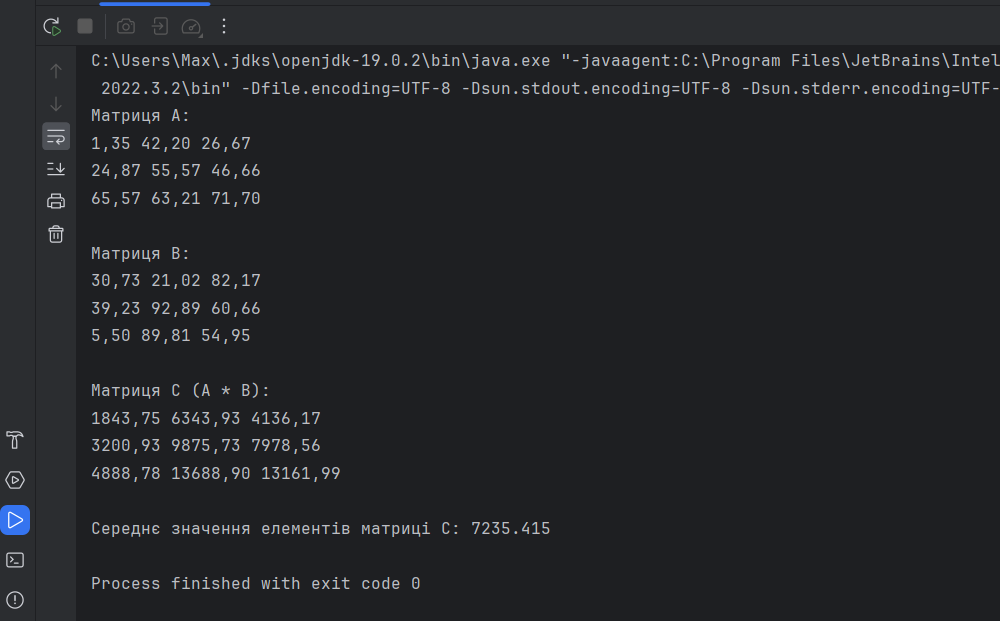 C:\Users\Max\.jdks\openjdk-19.0.2\bin\java.exe "-javaagent:C:\Program Files\JetBrains\Intel
2022.3.2\bin" -Dfile.encoding=UTF-8 -Dsun.stdout.encoding=UTF-8 -Dsun.stderr.encoding=UTF-
Матриця A:
1,35 42,20 26,67
24,87 55,57 46,66
65,57 63,21 71,70
Матриця B:
30,73 21,02 82,17
39,23 92,89 60,66
5,50 89,81 54,95
Матриця C (A * B):
1843,75 6343,93 4136,17
3200,93 9875,73 7978,56
4888,78 13688,90 13161,99
Середнє значення елементів матриці C: 7235.415
Process finished with exit code 0